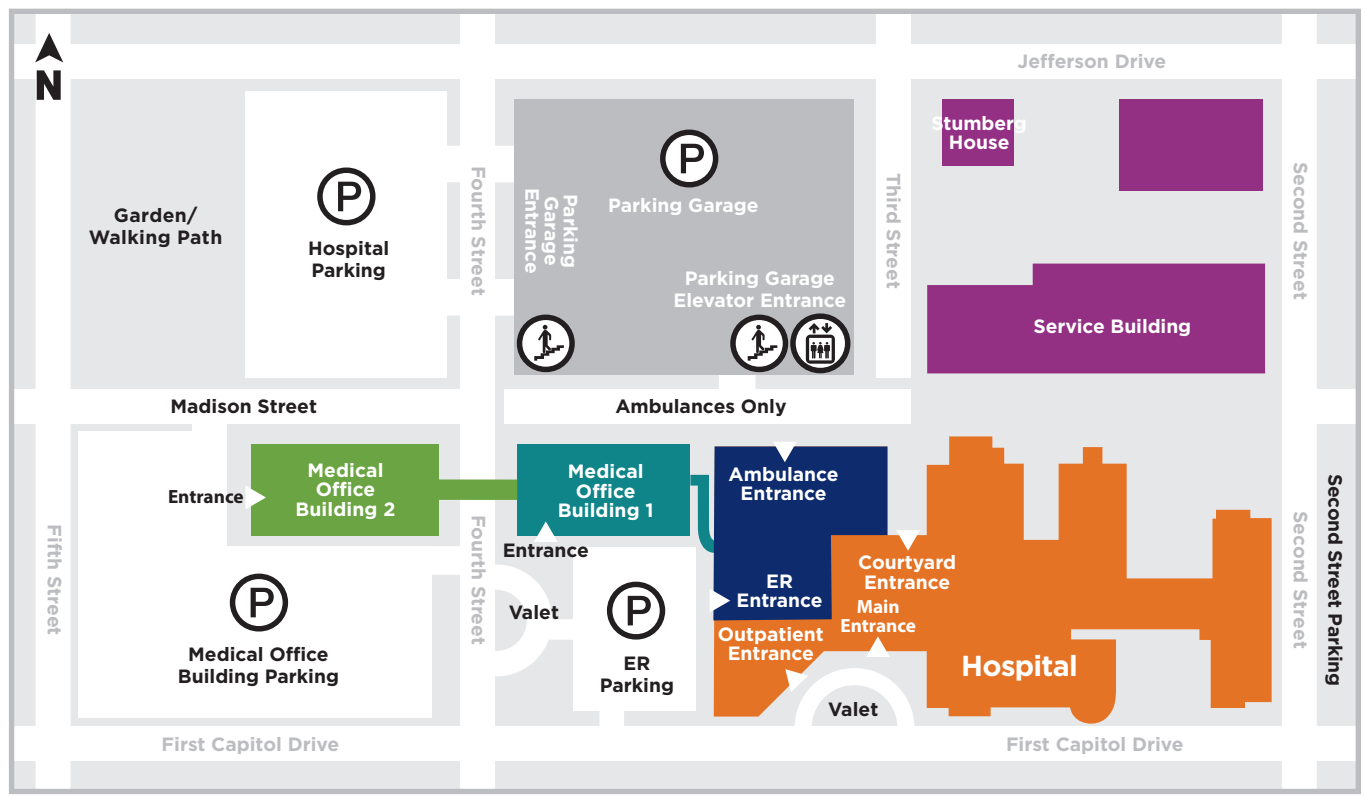 N
Jefferson Drive
Stumberg
House
P
Parking Garage
P
Hospital
Parking
Garden/
Walking Path
Fourth Street
Parking
Garage
Entrance
Third Street
Second Street
Parking Garage
Elevator Entrance
Service Building
Madison Street
Ambulances Only
Medical
Office
Building 2
Entrance
Medical
Office
Building 1
Entrance
Ambulance
Entrance
Courtyard
Entrance
ER
Entrance
Main
Entrance
Outpatient
Entrance
Hospital
Fifth Street
Fourth Street
Second Street
Second Street Parking
P
Medical Office
Building Parking
Valet
P
ER
Parking
Valet
First Capitol Drive
First Capitol Drive